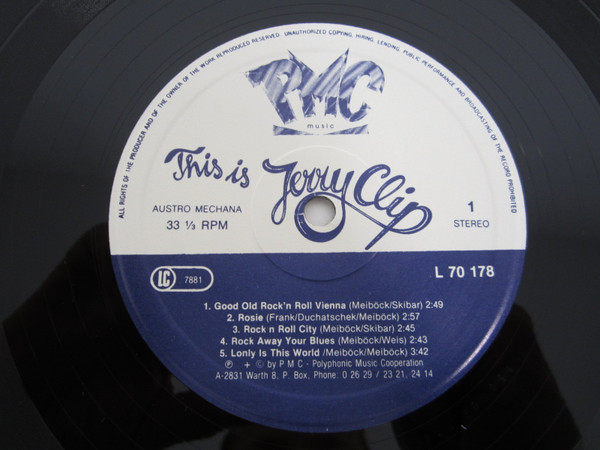 ALL RIGHTS OF THE PRODUCER AND OF THE OWNER OF THE WORK REPRODUCED RESERVED. UNAUTHORIZED COPYING, HIRING, LENDING, PUBLIC PERFORMANCE AND BROADCASTING OF THE RECORD PROHIBITED
PMC
music
This is Jerry Clip
AUSTRO MECHANA
33 ⅓ RPM
1
STEREO
LC 7881
L 70 178
1. Good Old Rock'n Roll Vienna (Meiböck/Skibar) 2:49
2. Rosie (Frank/Duchatschek/Meiböck) 2:57
3. Rock n Roll City (Meiböck/Skibar) 2:45
4. Rock Away Your Blues (Meiböck/Weis) 2:43
5. Lonly Is This World /Meiböck/Meiböck) 3:42
℗ + © by P M C - Polyphonic Music Cooperation
A-2831 Warth 8. P. Box, Phone: 0 26 29 / 23 21, 24 14